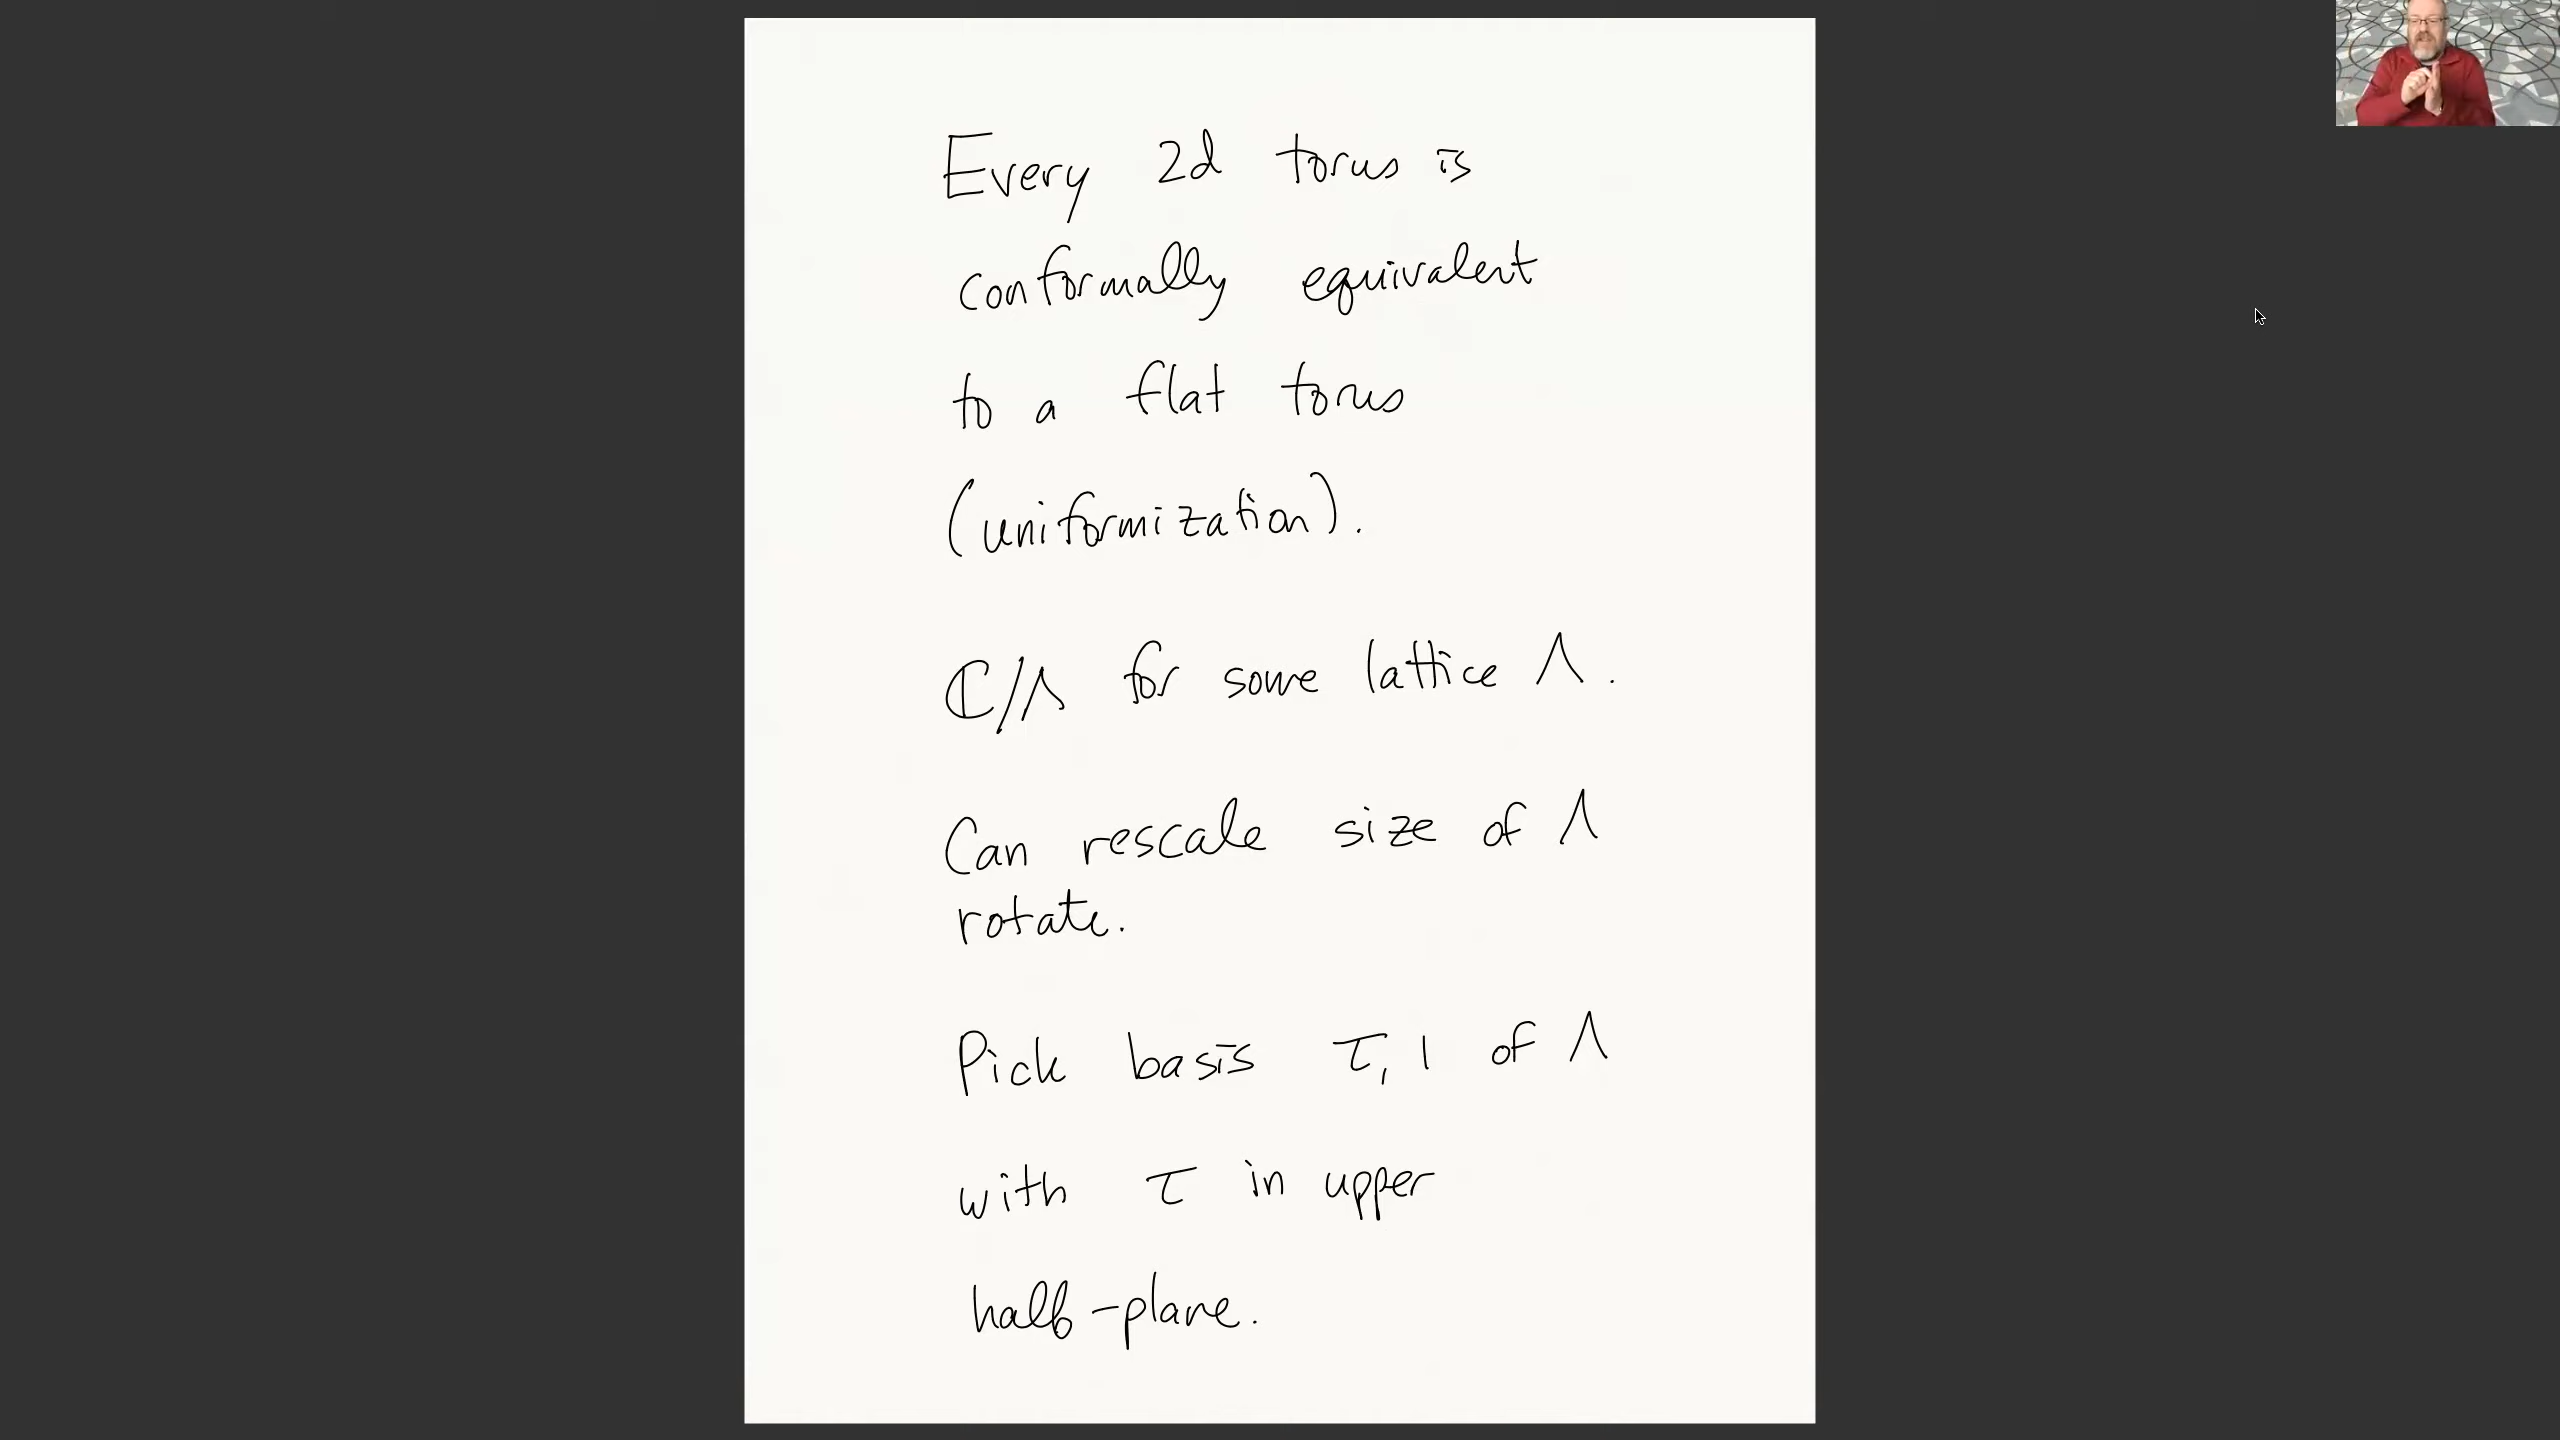 Every 2d torus is
conformally equivalent
to a flat torus
(uniformization).
ℂ/Λ for some lattice Λ.
Can rescale size of Λ
rotate.
Pick basis τ, 1 of Λ
with τ in upper
half-plane.